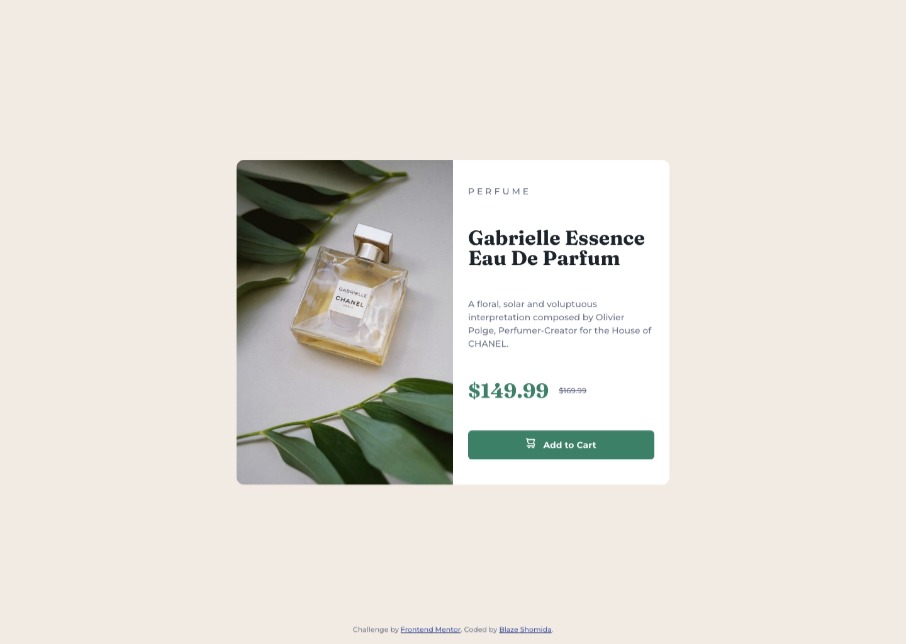 GABRIELLE
CHANEL
PERFUME
Gabrielle Essence
Eau De Parfum
A floral, solar and voluptuous
interpretation composed by Olivier
Polge, Perfumer-Creator for the House of
CHANEL.
$149.99 $169.99
Add to Cart
Challenge by Frontend Mentor. Coded by Blaze Shomida.